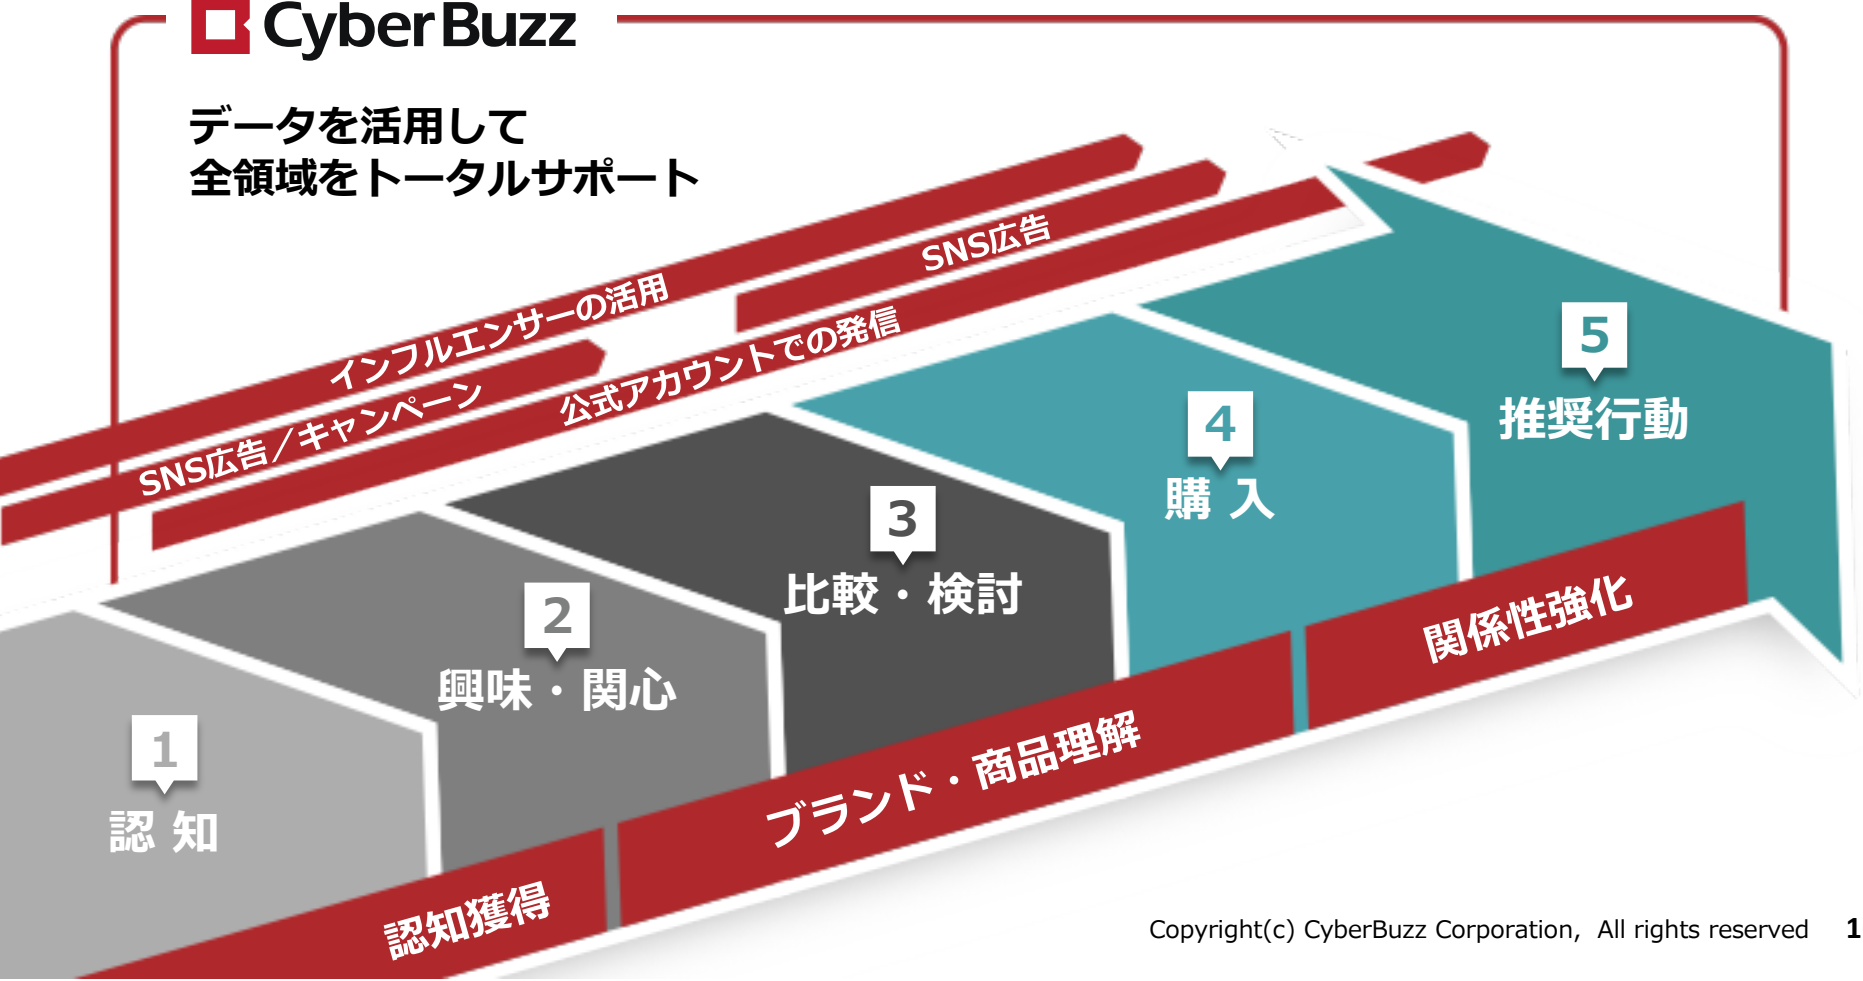 CyberBuzz
データを活用して
全領域をトータルサポート
インフルエンサーの活用
SNS広告
SNS広告／キャンペーン
公式アカウントでの発信
1
認 知
2
興味・関心
3
比較・検討
4
購 入
5
推奨行動
認知獲得
ブランド・商品理解
関係性強化
Copyright(c) CyberBuzz Corporation, All rights reserved 1